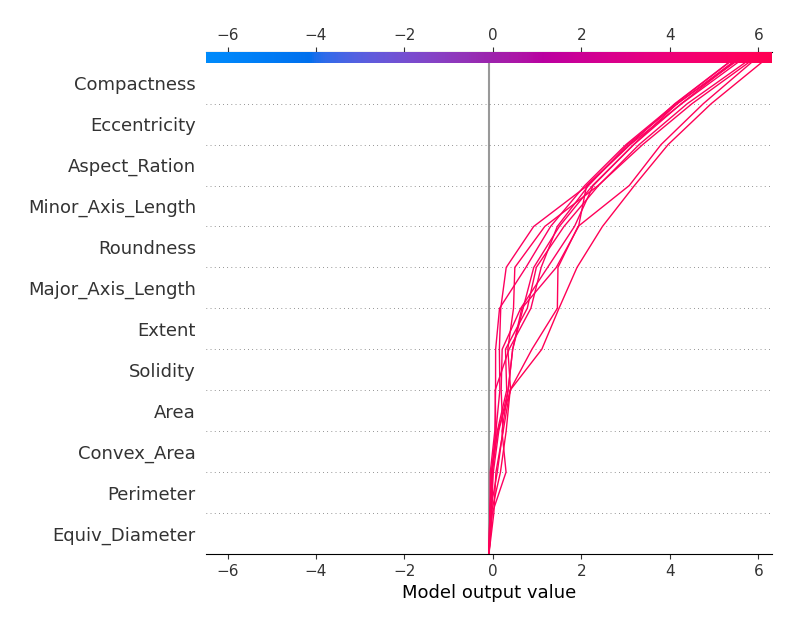 −6 −4 −2 0 2 4 6
Compactness
Eccentricity
Aspect_Ration
Minor_Axis_Length
Roundness
Major_Axis_Length
Extent
Solidity
Area
Convex_Area
Perimeter
Equiv_Diameter
−6 −4 −2 0 2 4 6
Model output value